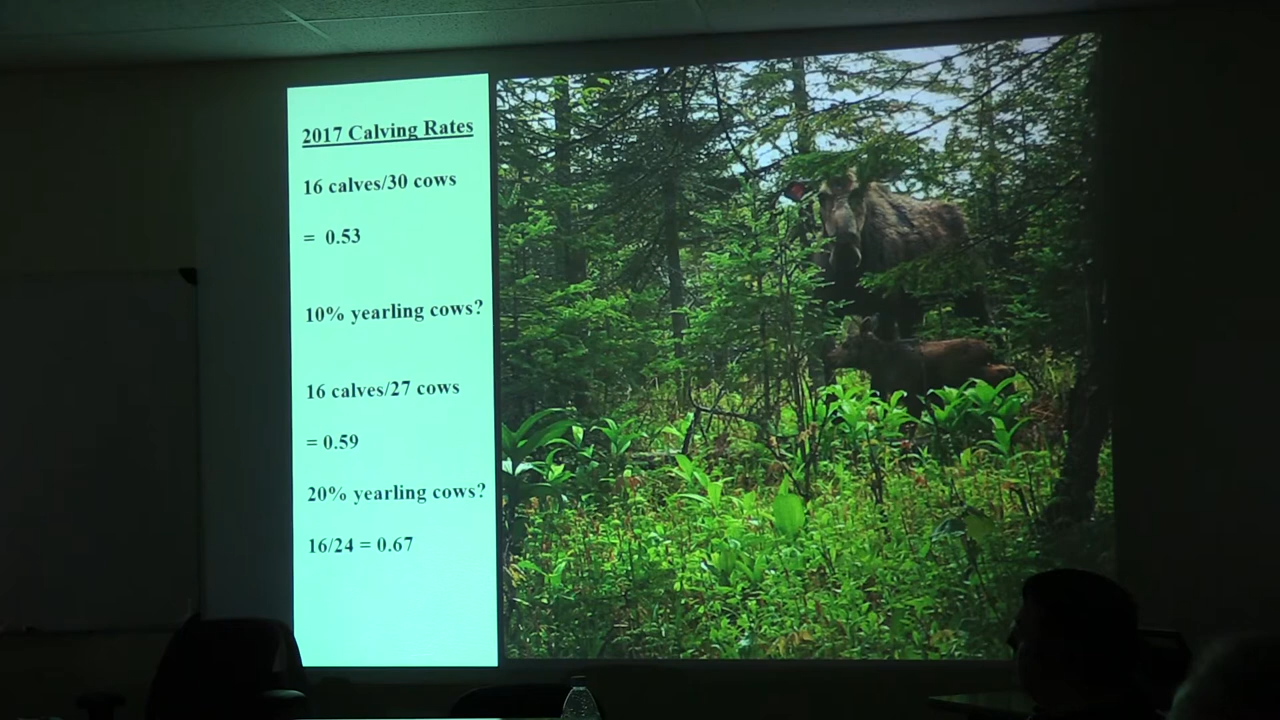 2017 Calving Rates
16 calves/30 cows
= 0.53
10% yearling cows?
16 calves/27 cows
= 0.59
20% yearling cows?
16/24 = 0.67